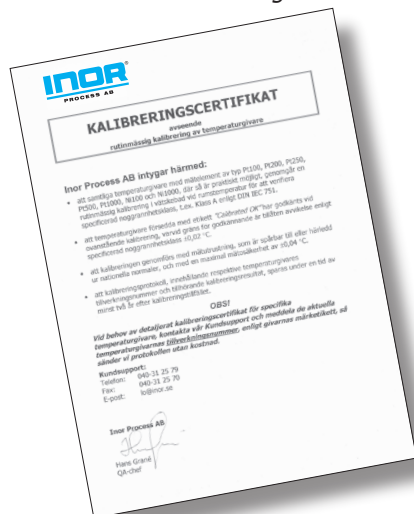 INOR®
PROCESS AB
KALIBRERINGSCERTIFIKAT
avseende
rutinmässig kalibrering av temperaturgivare
Inor Process AB intygar härmed:
• att samtliga temperaturgivare med mätelement av typ Pt100, Pt200, Pt250,
Pt500, Pt1000, Ni100 och Ni1000, där så är praktiskt möjligt, genomgår en
rutinmässig kalibrering i vätskebad vid rumstemperatur för att verifiera
specificerad noggrannhetsklass, t.ex. Klass A enligt DIN IEC 751.
• att temperaturgivare försedda med etikett "Calibrated OK" har godkänts vid
ovanstående kalibrering, varvid gräns för godkännande är tillåten avvikelse enligt
specificerad noggrannhetsklass ±0,02 °C.
• att kalibreringen genomförs med mätutrustning, som är spårbar till eller härledd
ur nationella normaler, och med en maximal mätosäkerhet av ±0,04 °C.
• att kalibreringsprotokoll, innehållande respektive temperaturgivares
tillverkningsnummer och tillhörande kalibreringsresultat, sparas under en tid av
minst två år efter kalibreringstillfället.
OBS!
Vid behov av detaljerat kalibreringscertifikat för specifika
temperaturgivare, kontakta vår Kundsupport och meddela de aktuella
temperaturgivarnas tillverkningsnummer, enligt givarnas märketikett, så
sänder vi protokollen utan kostnad.
Kundsupport:
Telefon: 040-31 25 79
Fax: 040-31 25 70
E-post: lo@inor.se
Inor Process AB
Hans Grané
QA-chef